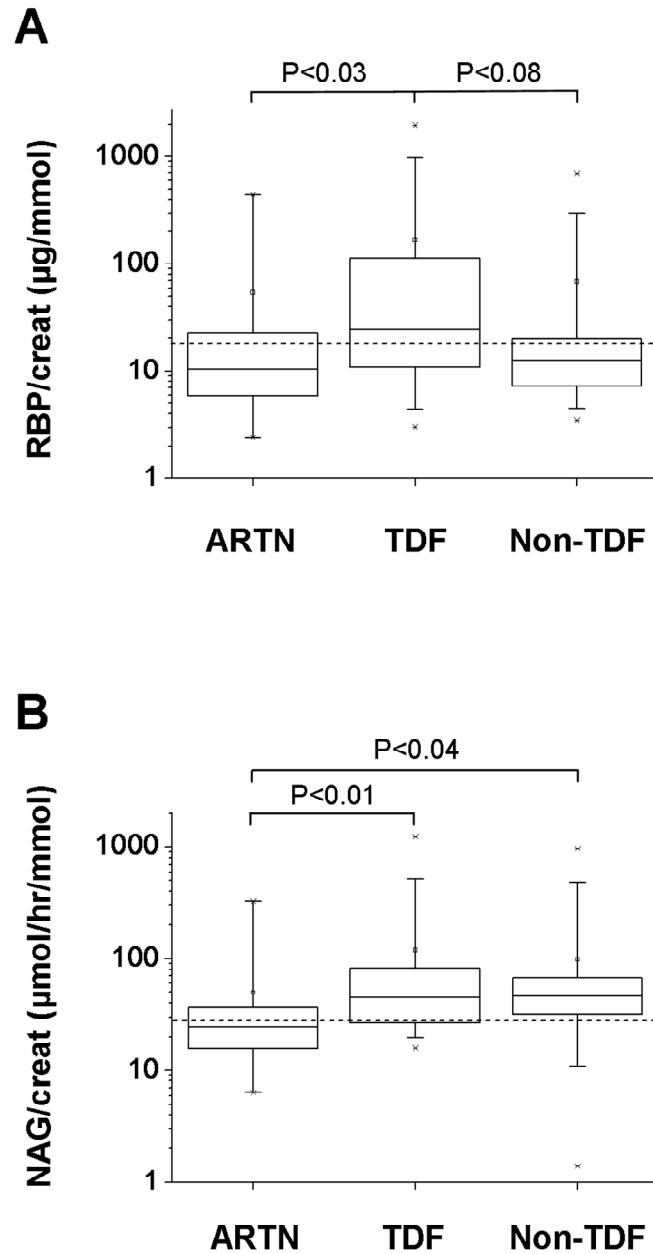 A
P<0.03 P<0.08
RBP/creat (µg/mmol)
1000
100
10
1
ARTN TDF Non-TDF
B
P<0.04
P<0.01
NAG/creat (µmol/hr/mmol)
1000
100
10
1
ARTN TDF Non-TDF